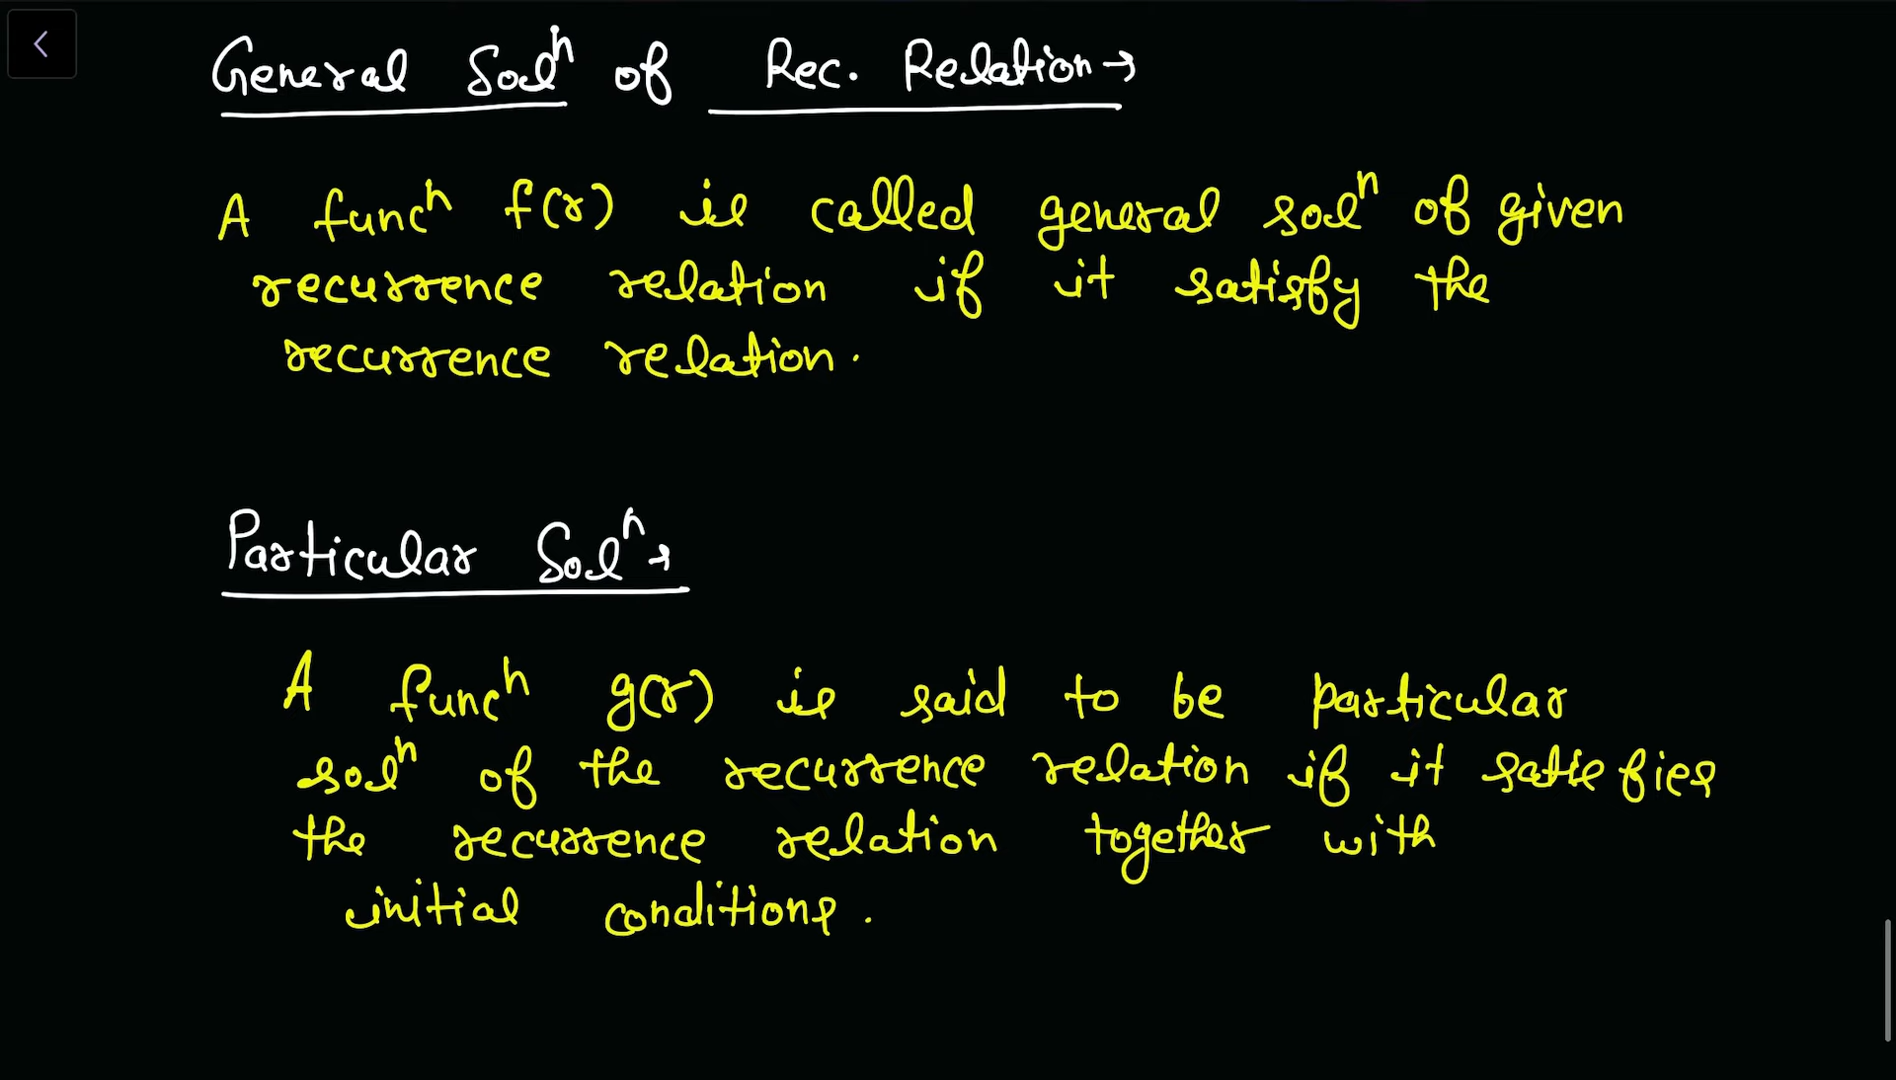 General Solⁿ of Rec. Relation→
A funcⁿ f(r) is called general solⁿ of given
recurrence relation if it satisfy the
recurrence relation.
Particular Solⁿ→
A funcⁿ g(r) is said to be particular
solⁿ of the recurrence relation if it satisfies
the recurrence relation together with
initial conditions.